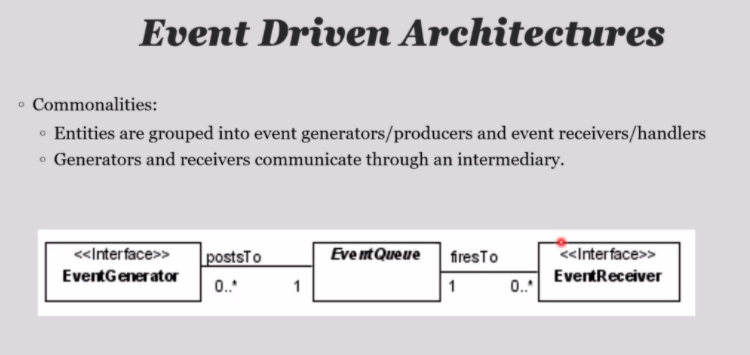 Event Driven Architectures
Commonalities:
Entities are grouped into event generators/producers and event receivers/handlers
Generators and receivers communicate through an intermediary.
<<Interface>>
EventGenerator
postsTo
0..*
1
EventQueue
firesTo
1
0..*
<<Interface>>
EventReceiver